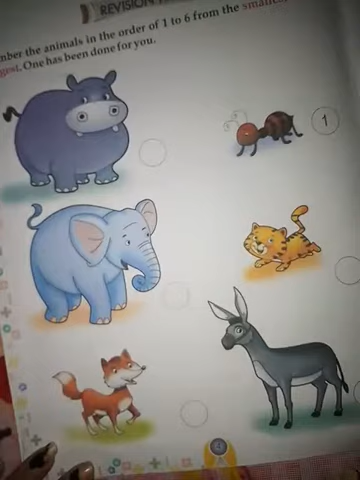 REVISION
mber the animals in the order of 1 to 6 from the smallest
gest. One has been done for you.
1